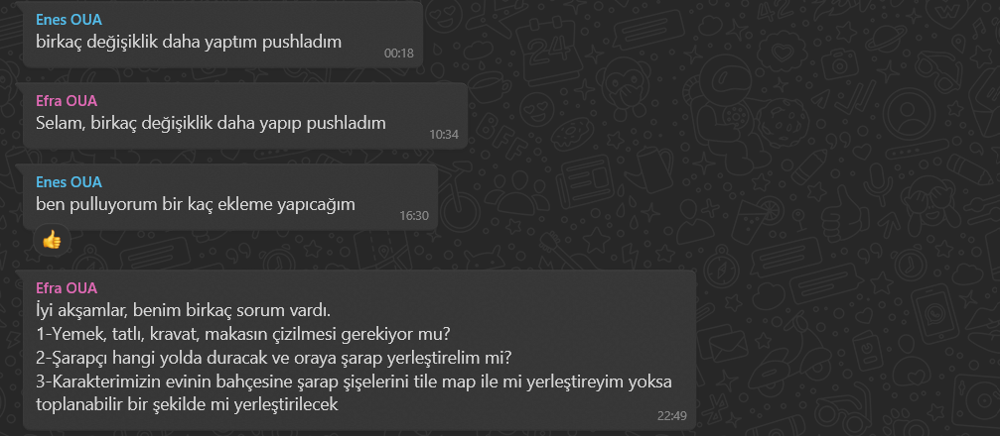 Enes OUA
birkaç değişiklik daha yaptım pushladım
00:18
Efra OUA
Selam, birkaç değişiklik daha yapıp pushladım
10:34
Enes OUA
ben pulluyorum bir kaç ekleme yapıcağım
16:30
Efra OUA
İyi akşamlar, benim birkaç sorum vardı.
1-Yemek, tatlı, kravat, makasın çizilmesi gerekiyor mu?
2-Şarapçı hangi yolda duracak ve oraya şarap yerleştirelim mi?
3-Karakterimizin evinin bahçesine şarap şişelerini tile map ile mi yerleştireyim yoksa
toplanabilir bir şekilde mi yerleştirilecek
22:49